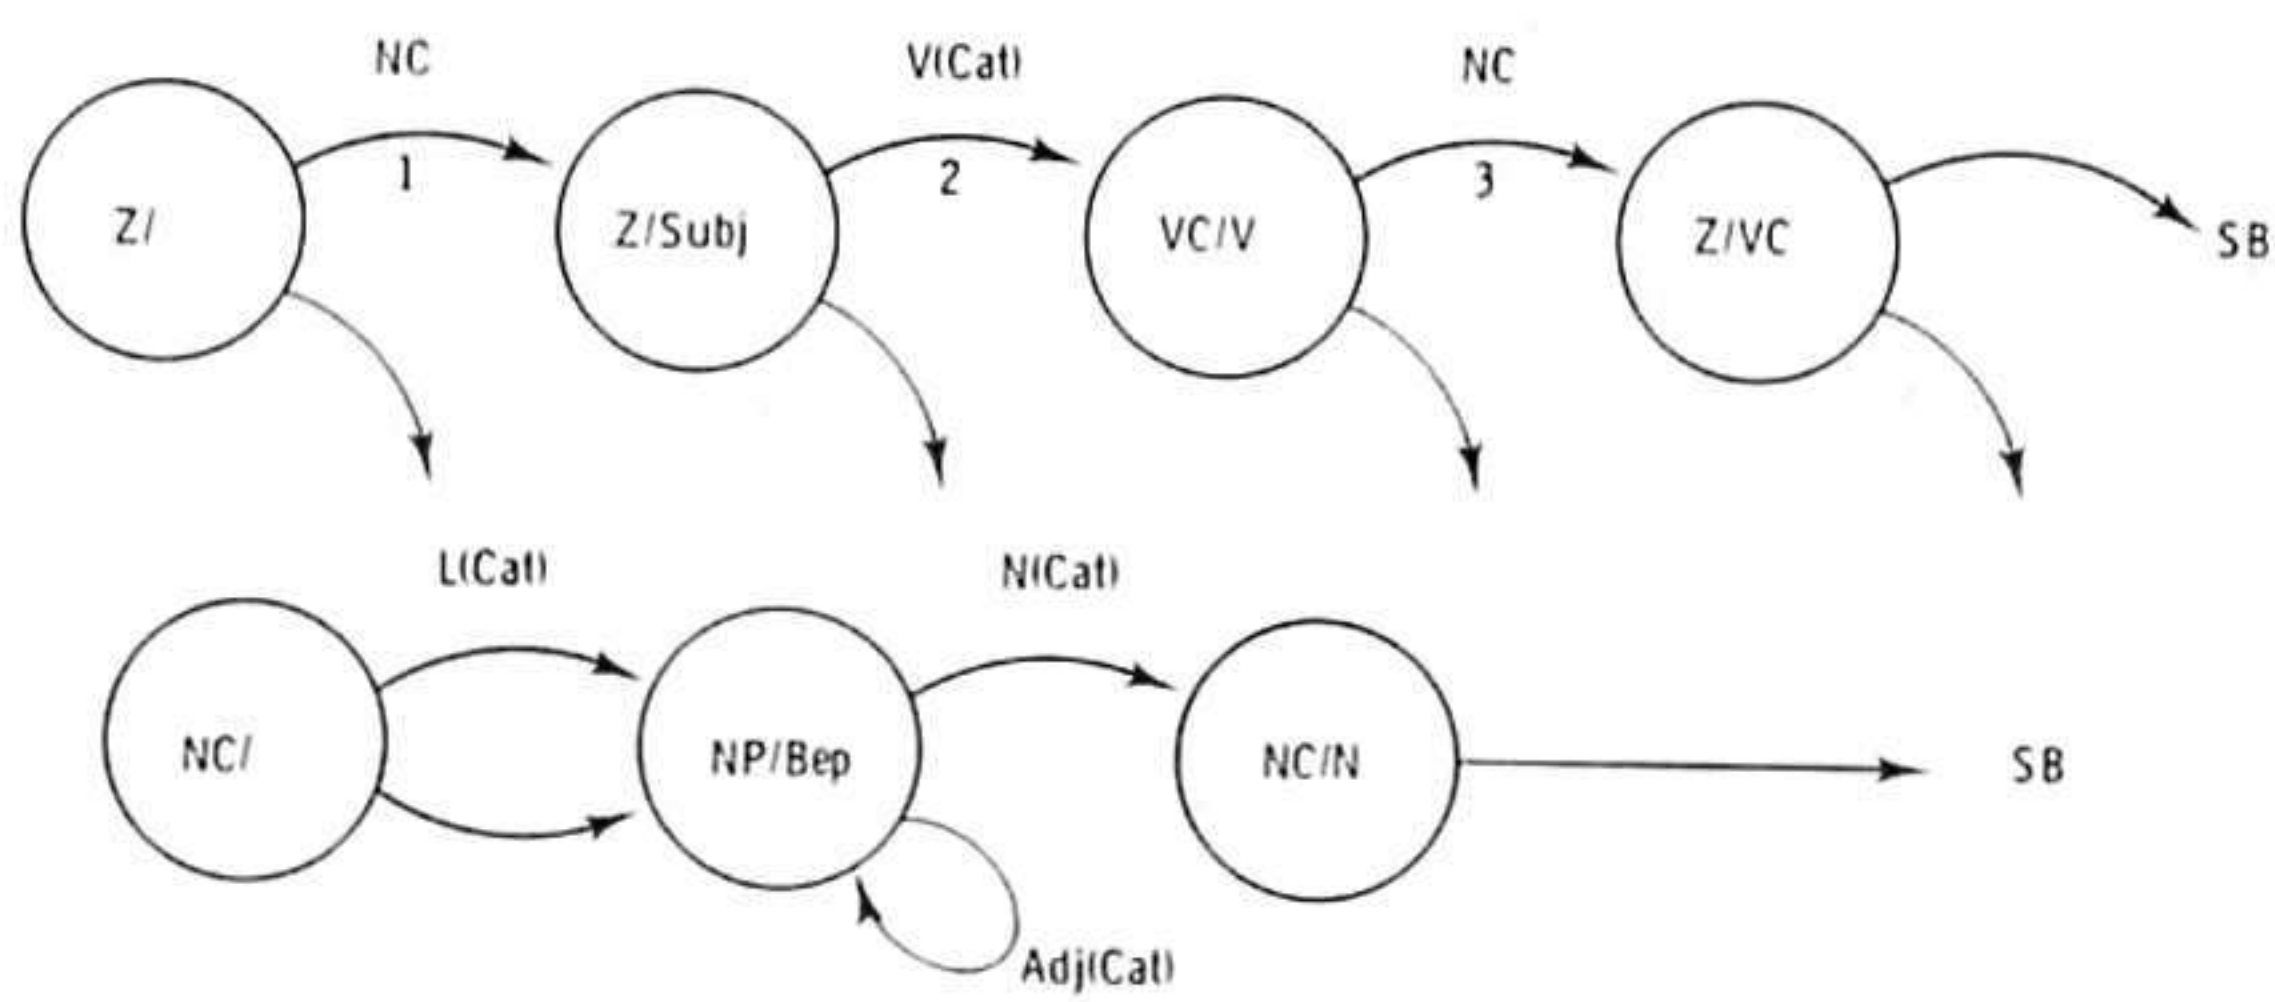 NC V(Cat) NC
1 2 3
Z/ Z/Subj VC/V Z/VC SB
L(Cat) N(Cat)
NC/ NP/Bep NC/N SB
Adj(Cat)